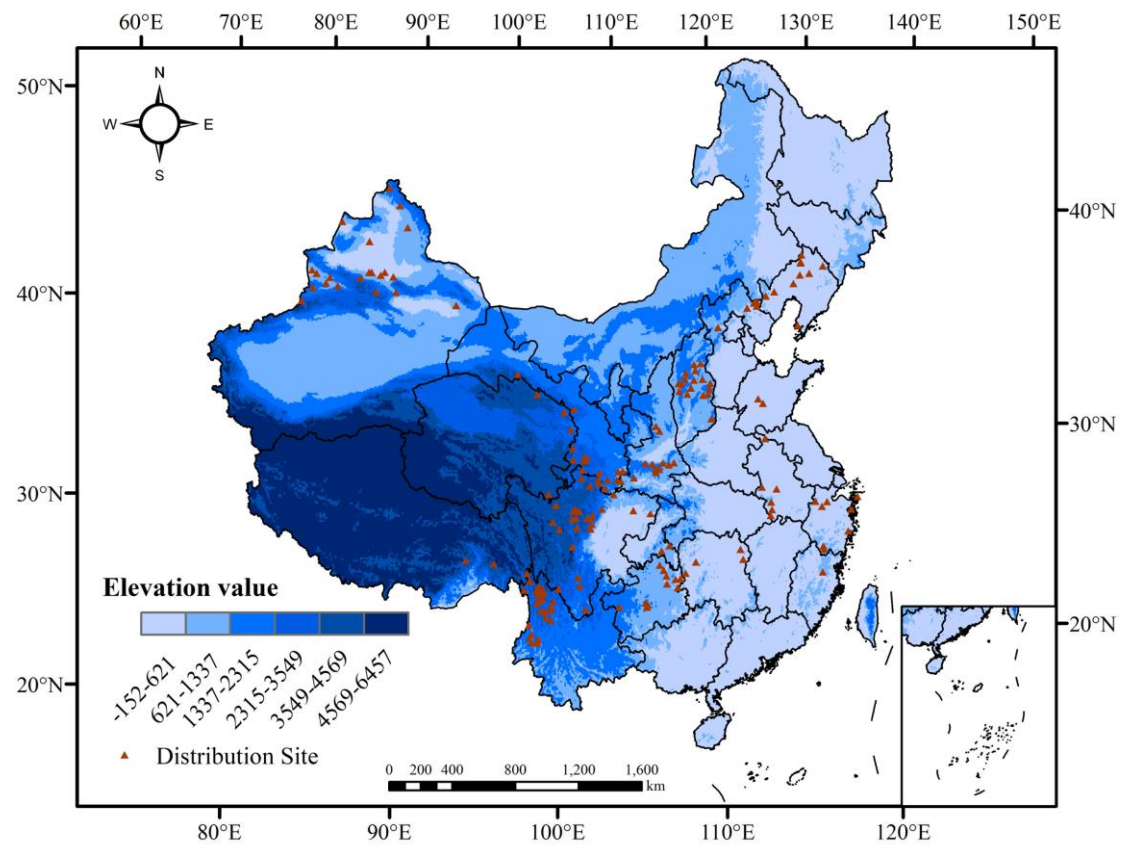 60°E 70°E 80°E 90°E 100°E 110°E 120°E 130°E 140°E 150°E
50°N
N
W E
S
40°N
40°N
30°N
30°N
Elevation value
20°N
-152-621 621-1337 1337-2315 2315-3549 3549-4569 4569-6457
20°N
Distribution Site
0 200 400 800 1,200 1,600
km
80°E 90°E 100°E 110°E 120°E